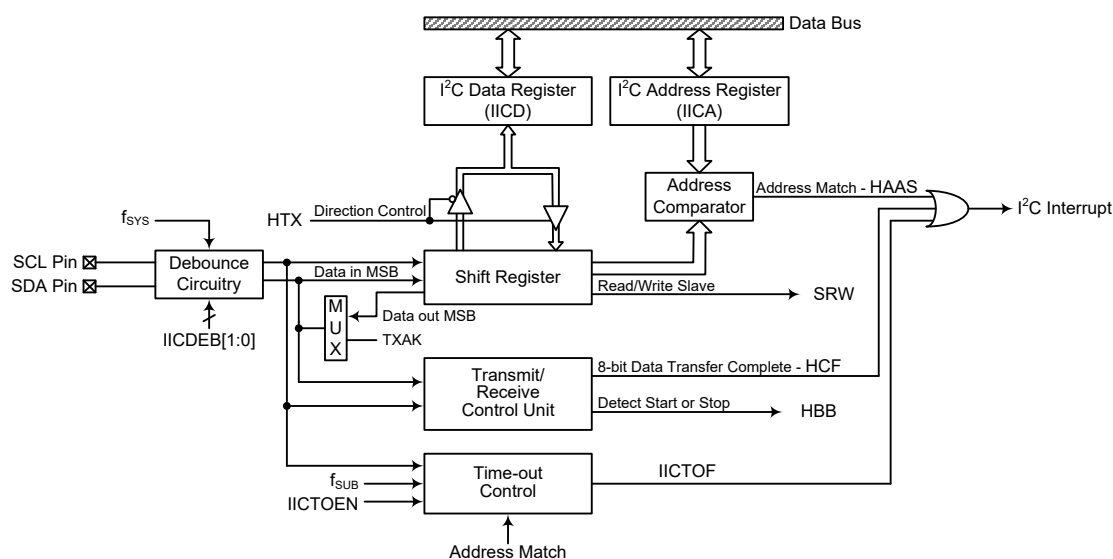 Data Bus
I²C Data Register
(IICD)
I²C Address Register
(IICA)
Address
Comparator
Address Match - HAAS
I²C Interrupt
HTX
Direction Control
fSYS
SCL Pin
SDA Pin
Debounce
Circuitry
IICDEB[1:0]
Data in MSB
Shift Register
Read/Write Slave
SRW
M
U
X
Data out MSB
TXAK
Transmit/
Receive
Control Unit
8-bit Data Transfer Complete - HCF
Detect Start or Stop
HBB
Time-out
Control
IICTOF
fSUB
IICTOEN
Address Match